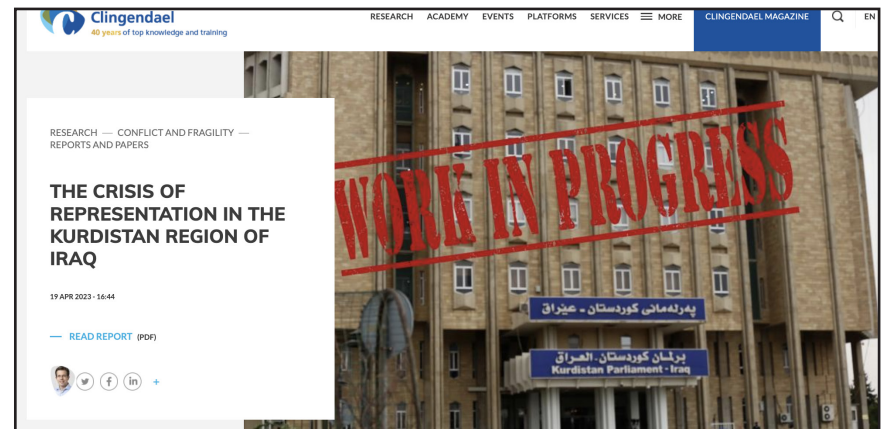 Clingendael
40 years of top knowledge and training
RESEARCH ACADEMY EVENTS PLATFORMS SERVICES MORE CLINGENDAEL MAGAZINE EN
RESEARCH — CONFLICT AND FRAGILITY —
REPORTS AND PAPERS
THE CRISIS OF
REPRESENTATION IN THE
KURDISTAN REGION OF
IRAQ
19 APR 2023 - 16:44
READ REPORT (PDF)
WORK IN PROGRESS
پەرلەمانی کوردستان - عێراق
برلمان كوردستان - العراق
Kurdistan Parliament - Iraq